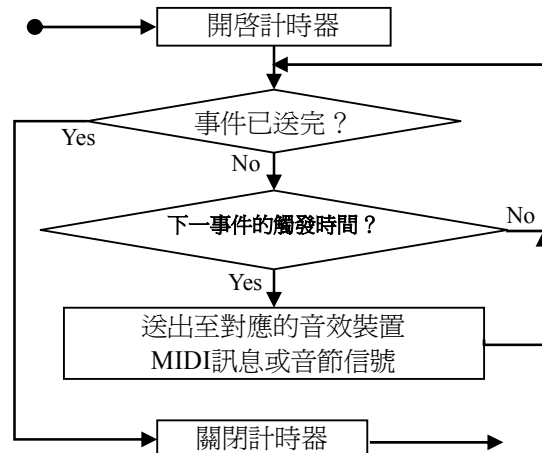 開啓計時器
事件已送完？
Yes
No
下一事件的觸發時間？
No
Yes
送出至對應的音效裝置
MIDI訊息或音節信號
關閉計時器